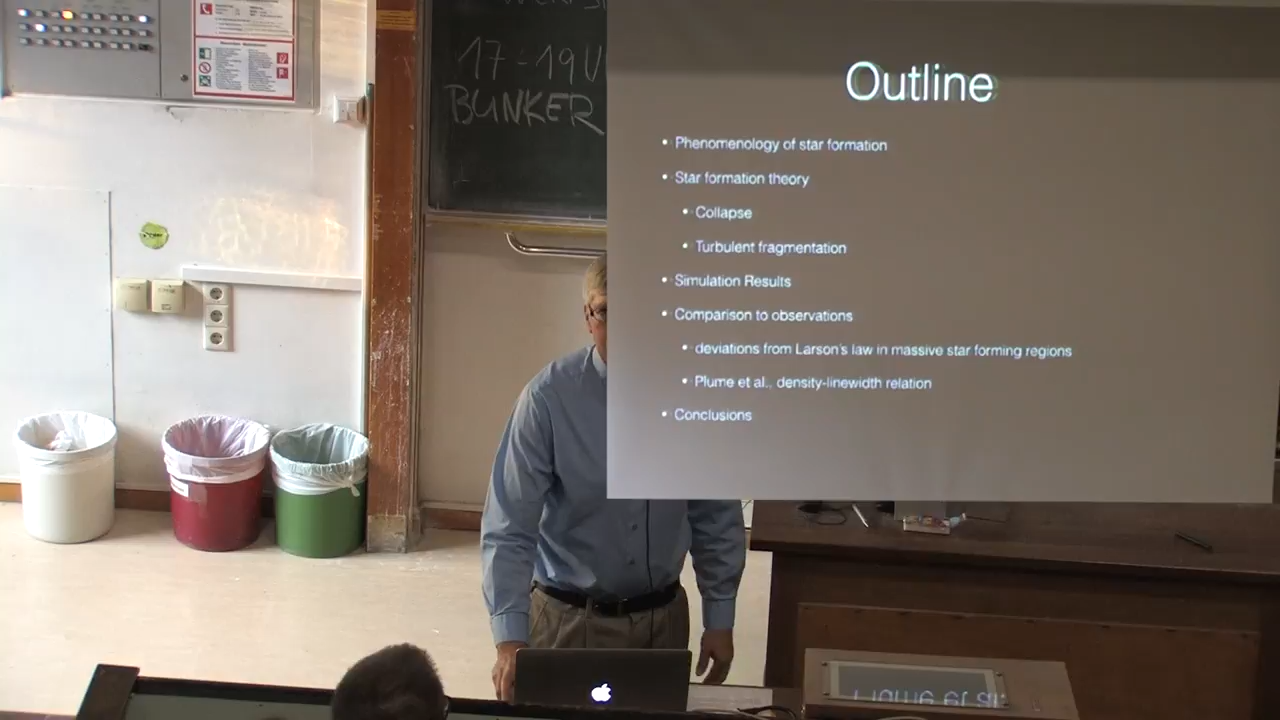 17-19 U
BUNKER
Outline
• Phenomenology of star formation
• Star formation theory
• Collapse
• Turbulent fragmentation
• Simulation Results
• Comparison to observations
• deviations from Larson's law in massive star forming regions
• Plume et al., density-linewidth relation
• Conclusions